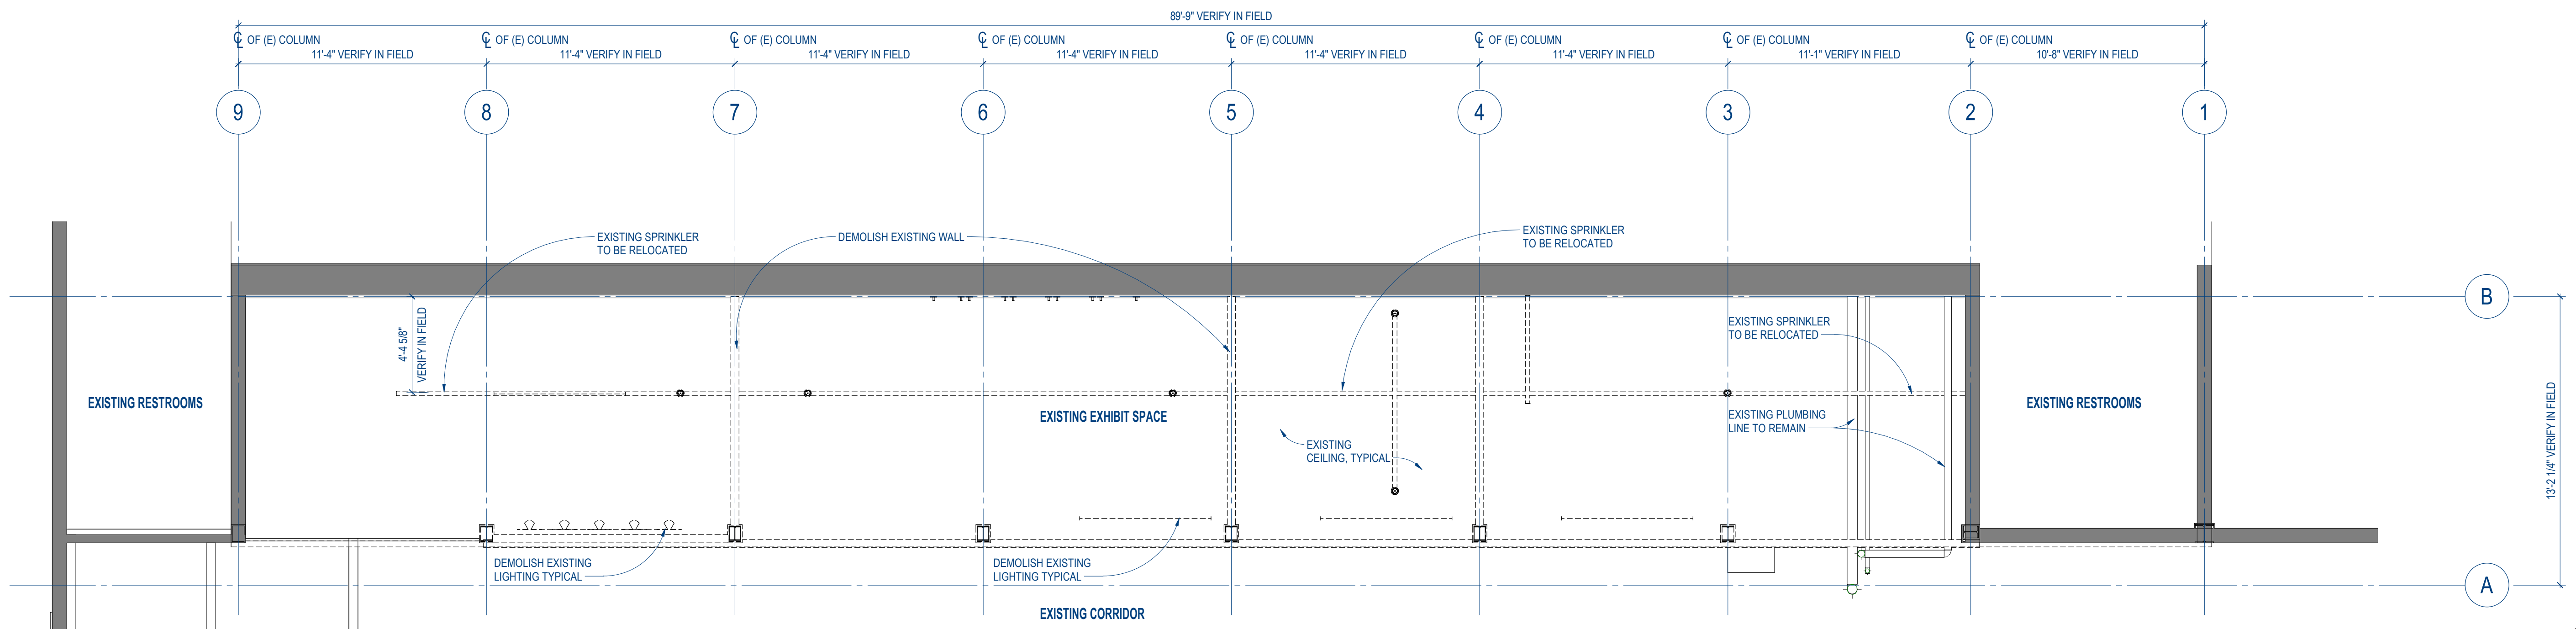 89'-9" VERIFY IN FIELD
℄ OF (E) COLUMN
℄ OF (E) COLUMN
℄ OF (E) COLUMN
℄ OF (E) COLUMN
℄ OF (E) COLUMN
℄ OF (E) COLUMN
℄ OF (E) COLUMN
℄ OF (E) COLUMN
11'-4" VERIFY IN FIELD
11'-4" VERIFY IN FIELD
11'-4" VERIFY IN FIELD
11'-4" VERIFY IN FIELD
11'-4" VERIFY IN FIELD
11'-4" VERIFY IN FIELD
11'-1" VERIFY IN FIELD
10'-8" VERIFY IN FIELD
9
8
7
6
5
4
3
2
1
EXISTING SPRINKLER
TO BE RELOCATED
DEMOLISH EXISTING WALL
EXISTING SPRINKLER
TO BE RELOCATED
B
4'-4 5/8"
VERIFY IN FIELD
EXISTING SPRINKLER
TO BE RELOCATED
EXISTING RESTROOMS
EXISTING EXHIBIT SPACE
EXISTING PLUMBING
LINE TO REMAIN
EXISTING RESTROOMS
EXISTING
CEILING, TYPICAL
13'-2 1/4" VERIFY IN FIELD
DEMOLISH EXISTING
LIGHTING TYPICAL
DEMOLISH EXISTING
LIGHTING TYPICAL
A
EXISTING CORRIDOR